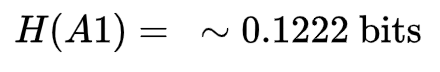 H(A1) = ∼ 0.1222 bits